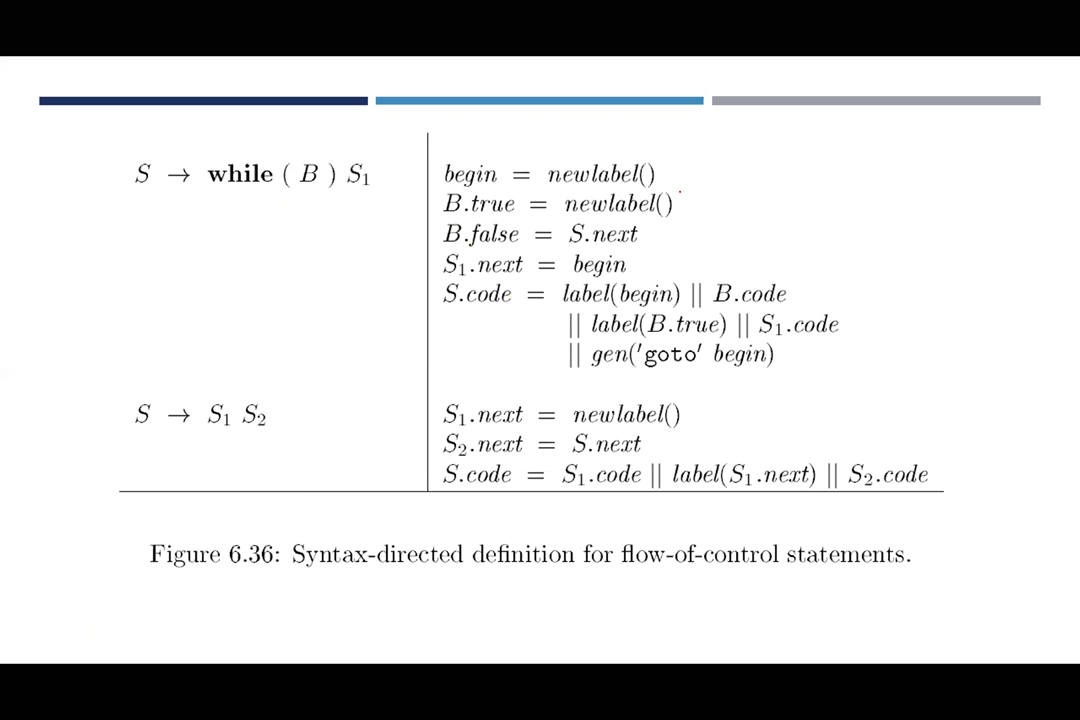 S → while ( B ) S₁
begin = newlabel()
B.true = newlabel()
B.false = S.next
S₁.next = begin
S.code = label(begin) || B.code
|| label(B.true) || S₁.code
|| gen('goto' begin)
S → S₁ S₂
S₁.next = newlabel()
S₂.next = S.next
S.code = S₁.code || label(S₁.next) || S₂.code
Figure 6.36: Syntax-directed definition for flow-of-control statements.